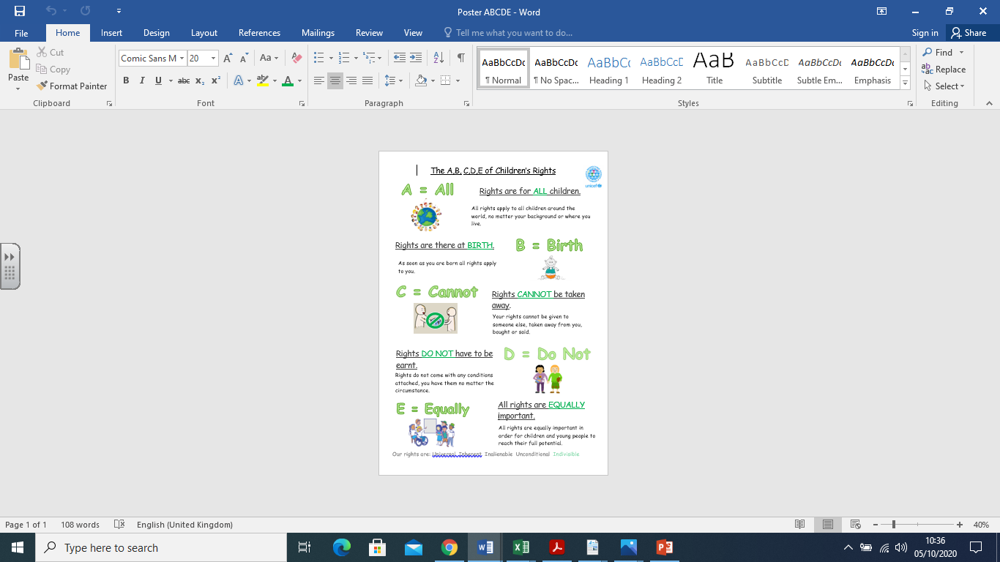 Poster ABCDE - Word
File Home Insert Design Layout References Mailings Review View Tell me what you want to do... Sign in Share
Paste Cut Copy Format Painter
Comic Sans M 20
AaBbCcDc AaBbCcDc AaBbCc AaBbCcD AaB AaBbCcD AaBbCcDc AaBbCcDc
¶ Normal ¶ No Spac... Heading 1 Heading 2 Title Subtitle Subtle Em... Emphasis
Find
Replace
Select
Clipboard Font Paragraph Styles Editing
The A,B, C,D,E of Children's Rights
unicef
A = All
Rights are for ALL children.
All rights apply to all children around the
world, no matter your background or where you
live.
Rights are there at BIRTH.
B = Birth
As soon as you are born all rights apply
to you.
C = Cannot
Rights CANNOT be taken
away.
Your rights cannot be given to
someone else, taken away from you,
bought or said.
Rights DO NOT have to be
earnt.
D = Do Not
Rights do not come with any conditions
attached, you have them no matter the
circumstance.
E = Equally
All rights are EQUALLY
important.
All rights are equally important in
order for children and young people to
reach their full potential.
Our rights are: Universal Inherent Inalienable Unconditional Indivisible
Page 1 of 1 108 words English (United Kingdom) 40%
Type here to search
10:36
05/10/2020